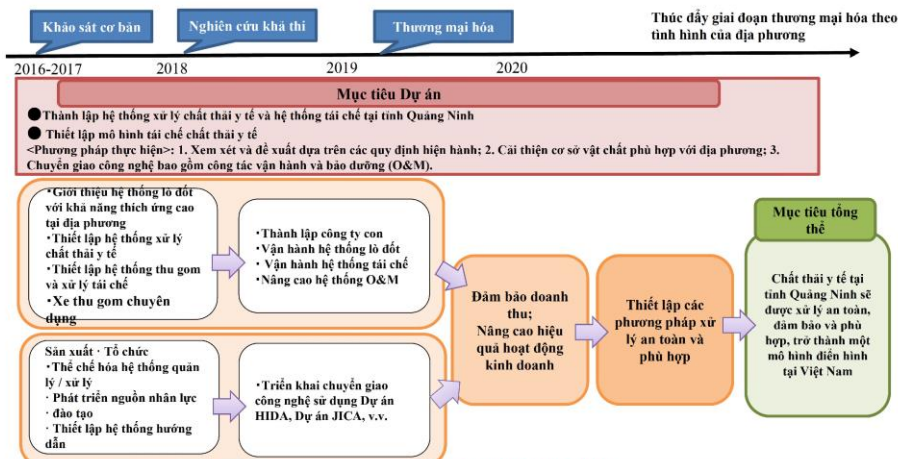 Khảo sát cơ bản
Nghiên cứu khả thi
Thương mại hóa
Thúc đẩy giai đoạn thương mại hóa theo
tình hình của địa phương
2016-2017
2018
2019
2020
Mục tiêu Dự án
●Thành lập hệ thống xử lý chất thải y tế và hệ thống tái chế tại tỉnh Quảng Ninh
● Thiết lập mô hình tái chế chất thải y tế
<Phương pháp thực hiện>: 1. Xem xét và đề xuất dựa trên các quy định hiện hành; 2. Cải thiện cơ sở vật chất phù hợp với địa phương; 3.
Chuyển giao công nghệ bao gồm công tác vận hành và bảo dưỡng (O&M).
・Giới thiệu hệ thống lò đốt
với khả năng thích ứng cao
tại địa phương
・Thiết lập hệ thống xử lý
chất thải y tế
・Thiết lập hệ thống thu gom
và xử lý tái chế
・Xe thu gom chuyên
dụng
・Thành lập công ty con
・Vận hành hệ thống lò đốt
・ Vận hành hệ thống tái chế
・Nâng cao hệ thống O&M
Sản xuất · Tổ chức
・Thể chế hóa hệ thống quản
lý / xử lý
・Phát triển nguồn nhân lực
· đào tạo
・Thiết lập hệ thống hướng
dẫn
・Triển khai chuyển giao
công nghệ sử dụng Dự án
HIDA, Dự án JICA, v.v.
Đảm bảo doanh
thu;
Nâng cao hiệu
quả hoạt động
kinh doanh
Thiết lập các
phương pháp xử
lý an toàn và
phù hợp
Mục tiêu tổng
thể
Chất thải y tế tại
tỉnh Quảng Ninh sẽ
được xử lý an toàn,
đảm bảo và phù
hợp, trở thành một
mô hình điển hình
tại Việt Nam